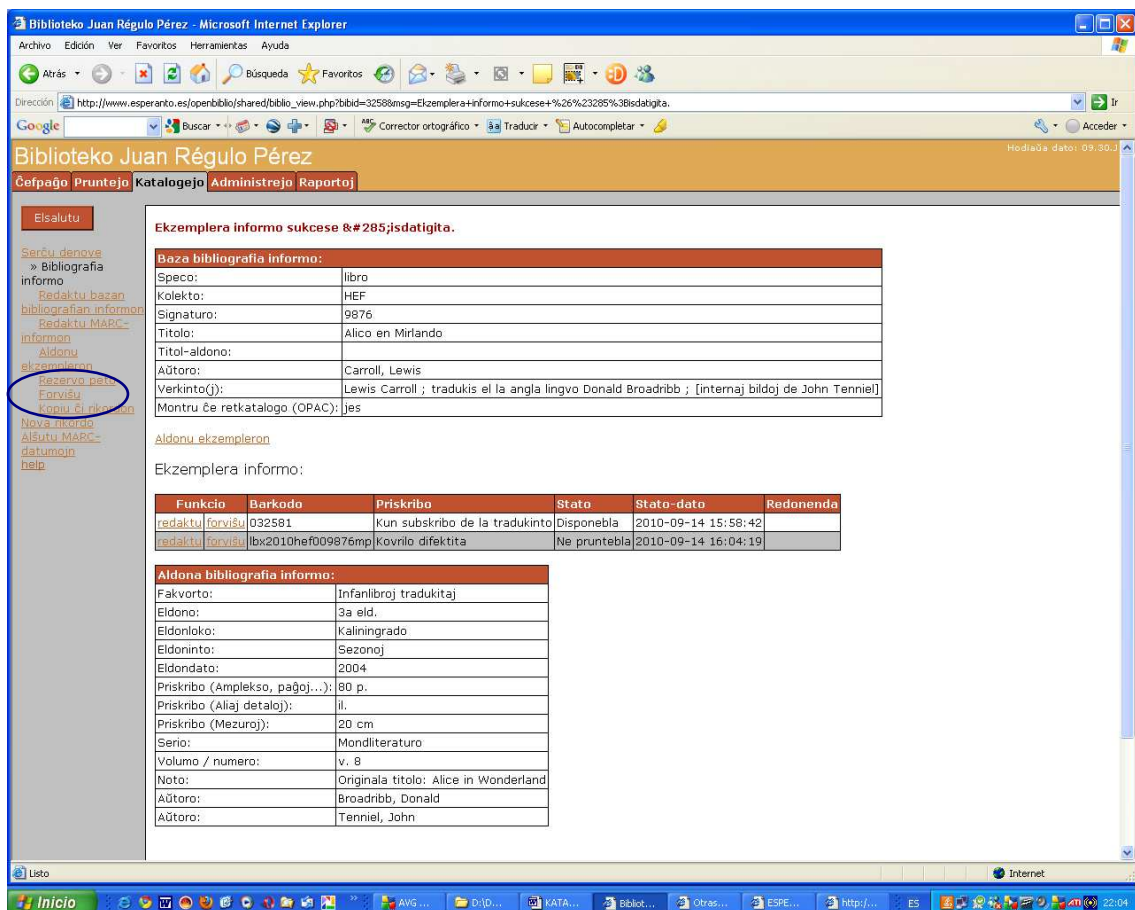 Biblioteko Juan Régulo Pérez - Microsoft Internet Explorer
Archivo Edición Ver Favoritos Herramientas Ayuda
Atrás Búsqueda Favoritos
Dirección http://www.esperanto.es/openbiblio/shared/biblio_view.php?bibid=3258&msg=Ekzemplera+informo+sukcese+%26%23285%3Bisdatigita. Ir
Google Buscar Corrector ortográfico Traducir Autocompletar Acceder
Biblioteko Juan Régulo Pérez
Hodiaŭa dato: 09.30.1
Ĉefpaĝo Pruntejo Katalogejo Administrejo Raportoj
Elsalutu
Serĉu denove
» Bibliografia
informo
Redaktu bazan
bibliografian informon
Redaktu MARC-
informon
Aldonu
ekzempleron
Rezervo peto
Forviŝu
Kopiu ĉi rikordon
Nova rikordo
Alŝutu MARC-
datumojn
help
Ekzemplera informo sukcese &#285;isdatigita.
Baza bibliografia informo:
Speco: libro
Kolekto: HEF
Signaturo: 9876
Titolo: Alico en Mirlando
Titol-aldono:
Aŭtoro: Carroll, Lewis
Verkinto(j): Lewis Carroll ; tradukis el la angla lingvo Donald Broadribb ; [internaj bildoj de John Tenniel]
Montru ĉe retkatalogo (OPAC): jes
Aldonu ekzempleron
Ekzemplera informo:
Funkcio Barkodo Priskribo Stato Stato-dato Redonenda
redaktu forviŝu 032581 Kun subskribo de la tradukinto Disponebla 2010-09-14 15:58:42
redaktu forviŝu lbx2010hef009876mp Kovrilo difektita Ne pruntebla 2010-09-14 16:04:19
Aldona bibliografia informo:
Fakvorto: Infanlibroj tradukitaj
Eldono: 3a eld.
Eldonloko: Kaliningrado
Eldoninto: Sezonoj
Eldondato: 2004
Priskribo (Amplekso, paĝoj...): 80 p.
Priskribo (Aliaj detaloj): il.
Priskribo (Mezuroj): 20 cm
Serio: Mondliteraturo
Volumo / numero: v. 8
Noto: Originala titolo: Alice in Wonderland
Aŭtoro: Broadribb, Donald
Aŭtoro: Tenniel, John
Listo Internet
Inicio AVG ... D:\D... KATA... Bibliot... Otras... ESPE... http:/... ES 22:04